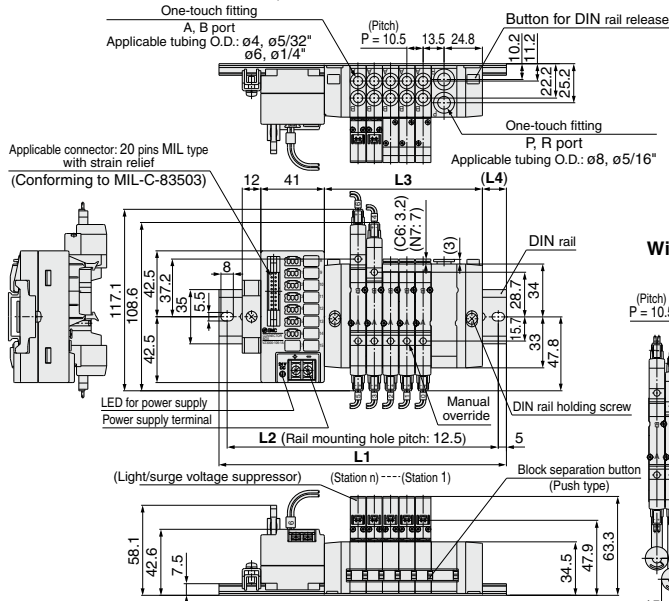 One-touch fitting
A, B port
Applicable tubing O.D.: ø4, ø5/32"
ø6, ø1/4"
(Pitch)
P = 10.5
13.5
24.8
Button for DIN rail release
10.2
11.2
22.2
25.2
One-touch fitting
P, R port
Applicable tubing O.D.: ø8, ø5/16"
Applicable connector: 20 pins MIL type
with strain relief
(Conforming to MIL-C-83503)
12
41
L3
(L4)
(C6: 3.2)
(N7: 7)
(3)
DIN rail
117.1
108.6
42.5
37.2
35
8
5.5
42.5
28.7
34
15.7
33
47.8
LED for power supply
Power supply terminal
Manual
override
DIN rail holding screw
L2 (Rail mounting hole pitch: 12.5)
5
L1
(Light/surge voltage suppressor)
(Station n) ---- (Station 1)
Block separation button
(Push type)
58.1
42.6
7.5
34.5
47.9
63.3
Wi
(Pitch)
P = 10.5